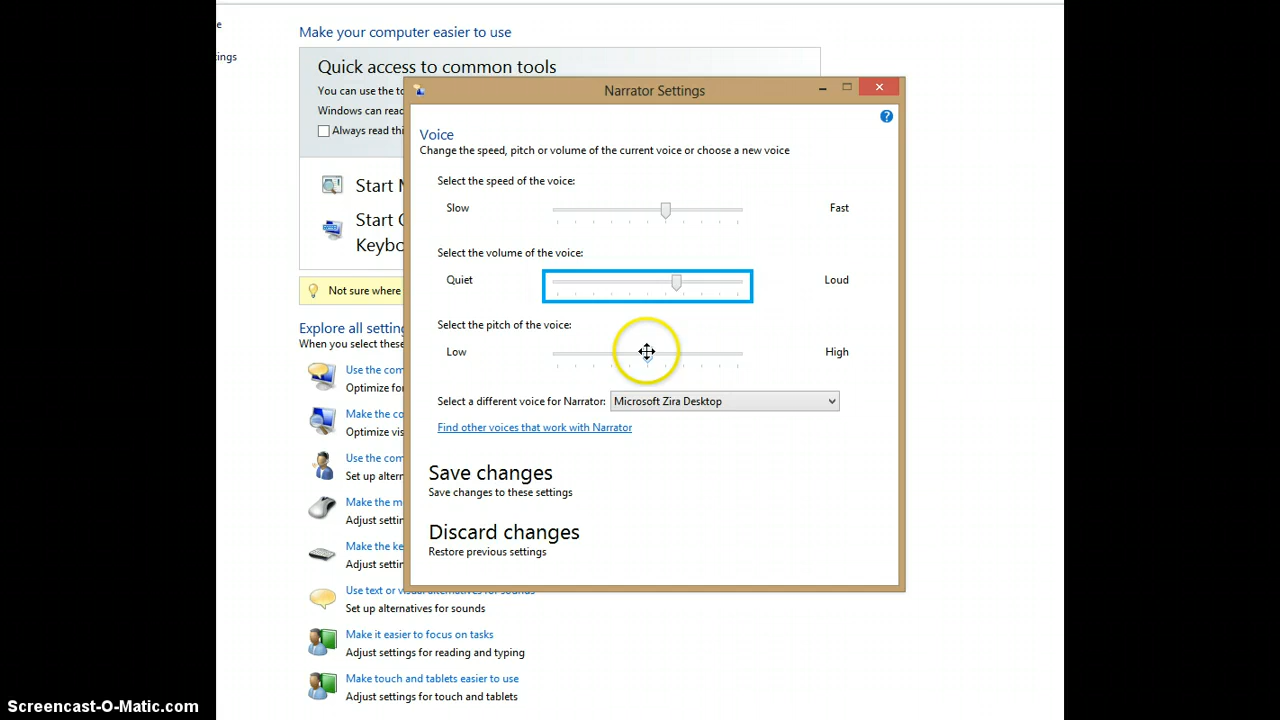 e
ings
Make your computer easier to use
Quick access to common tools
You can use the to
Windows can read
Always read thi
Start M
Start O
Keybo
Not sure where
Explore all setting
When you select these
Use the com
Optimize for
Make the co
Optimize vis
Use the com
Set up altern
Make the m
Adjust settin
Make the ke
Adjust settin
Use text or visual alternatives for sounds
Set up alternatives for sounds
Make it easier to focus on tasks
Adjust settings for reading and typing
Make touch and tablets easier to use
Adjust settings for touch and tablets
Narrator Settings
Voice
Change the speed, pitch or volume of the current voice or choose a new voice
Select the speed of the voice:
Slow
Fast
Select the volume of the voice:
Quiet
Loud
Select the pitch of the voice:
Low
High
Select a different voice for Narrator: Microsoft Zira Desktop
Find other voices that work with Narrator
Save changes
Save changes to these settings
Discard changes
Restore previous settings
Screencast-O-Matic.com